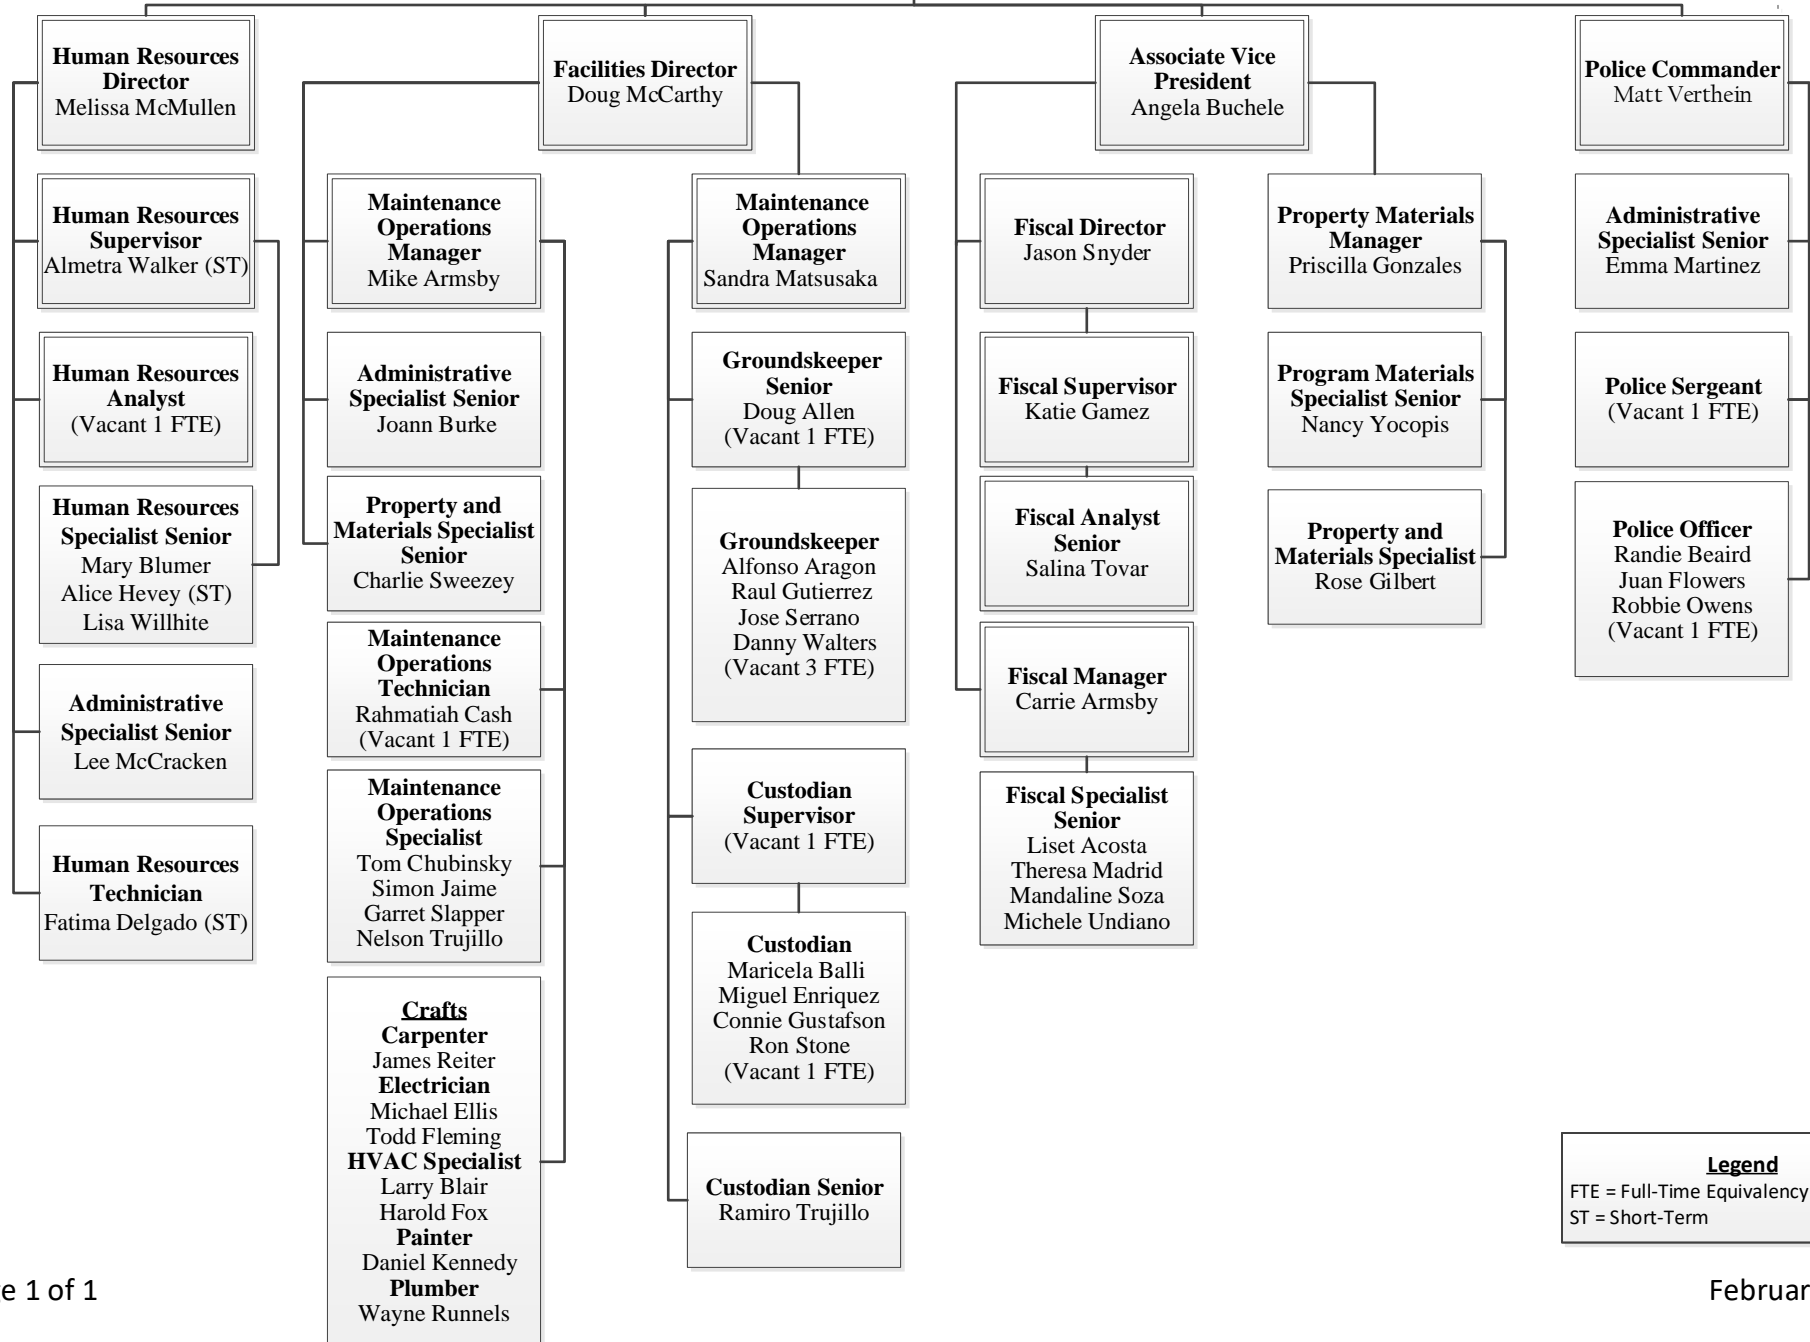 Human Resources
Director
Melissa McMullen
Facilities Director
Doug McCarthy
Associate Vice
President
Angela Buchele
Police Commander
Matt Verthein
Human Resources
Supervisor
Almetra Walker (ST)
Human Resources
Analyst
(Vacant 1 FTE)
Human Resources
Specialist Senior
Mary Blumer
Alice Hevey (ST)
Lisa Willhite
Administrative
Specialist Senior
Lee McCracken
Human Resources
Technician
Fatima Delgado (ST)
Maintenance
Operations
Manager
Mike Armsby
Administrative
Specialist Senior
Joann Burke
Property and
Materials Specialist
Senior
Charlie Sweezey
Maintenance
Operations
Technician
Rahmatiah Cash
(Vacant 1 FTE)
Maintenance
Operations
Specialist
Tom Chubinsky
Simon Jaime
Garret Slapper
Nelson Trujillo
Crafts
Carpenter
James Reiter
Electrician
Michael Ellis
Todd Fleming
HVAC Specialist
Larry Blair
Harold Fox
Painter
Daniel Kennedy
Plumber
Wayne Runnels
Maintenance
Operations
Manager
Sandra Matsusaka
Groundskeeper
Senior
Doug Allen
(Vacant 1 FTE)
Groundskeeper
Alfonso Aragon
Raul Gutierrez
Jose Serrano
Danny Walters
(Vacant 3 FTE)
Custodian
Supervisor
(Vacant 1 FTE)
Custodian
Maricela Balli
Miguel Enriquez
Connie Gustafson
Ron Stone
(Vacant 1 FTE)
Custodian Senior
Ramiro Trujillo
Fiscal Director
Jason Snyder
Fiscal Supervisor
Katie Gamez
Fiscal Analyst
Senior
Salina Tovar
Fiscal Manager
Carrie Armsby
Fiscal Specialist
Senior
Liset Acosta
Theresa Madrid
Mandaline Soza
Michele Undiano
Property Materials
Manager
Priscilla Gonzales
Program Materials
Specialist Senior
Nancy Yocopis
Property and
Materials Specialist
Rose Gilbert
Administrative
Specialist Senior
Emma Martinez
Police Sergeant
(Vacant 1 FTE)
Police Officer
Randie Beaird
Juan Flowers
Robbie Owens
(Vacant 1 FTE)
Legend
FTE = Full-Time Equivalency
ST = Short-Term
e 1 of 1
Februar